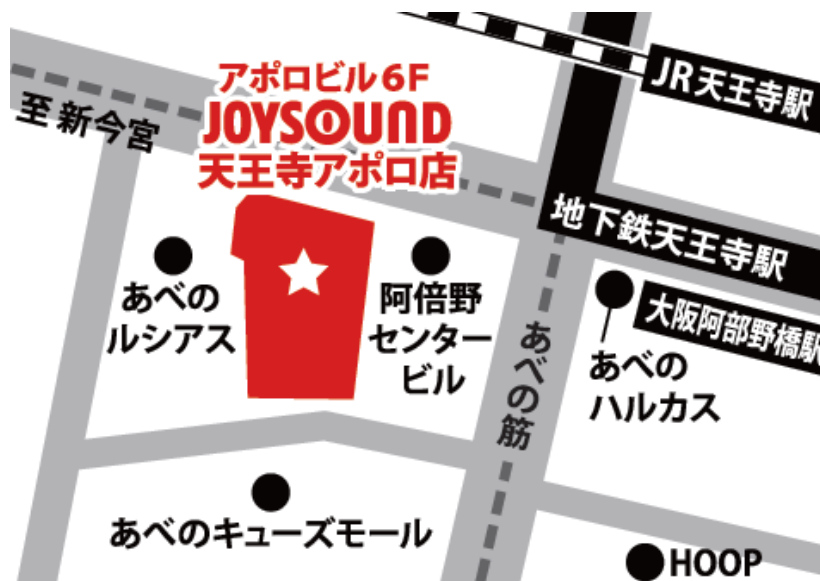 アポロビル6F
JOYSOUND
天王寺アポロ店
至 新今宮
JR天王寺駅
地下鉄天王寺駅
大阪阿部野橋駅
あべの
ルシアス
阿倍野
センター
ビル
あべの筋
あべの
ハルカス
あべのキューズモール
HOOP